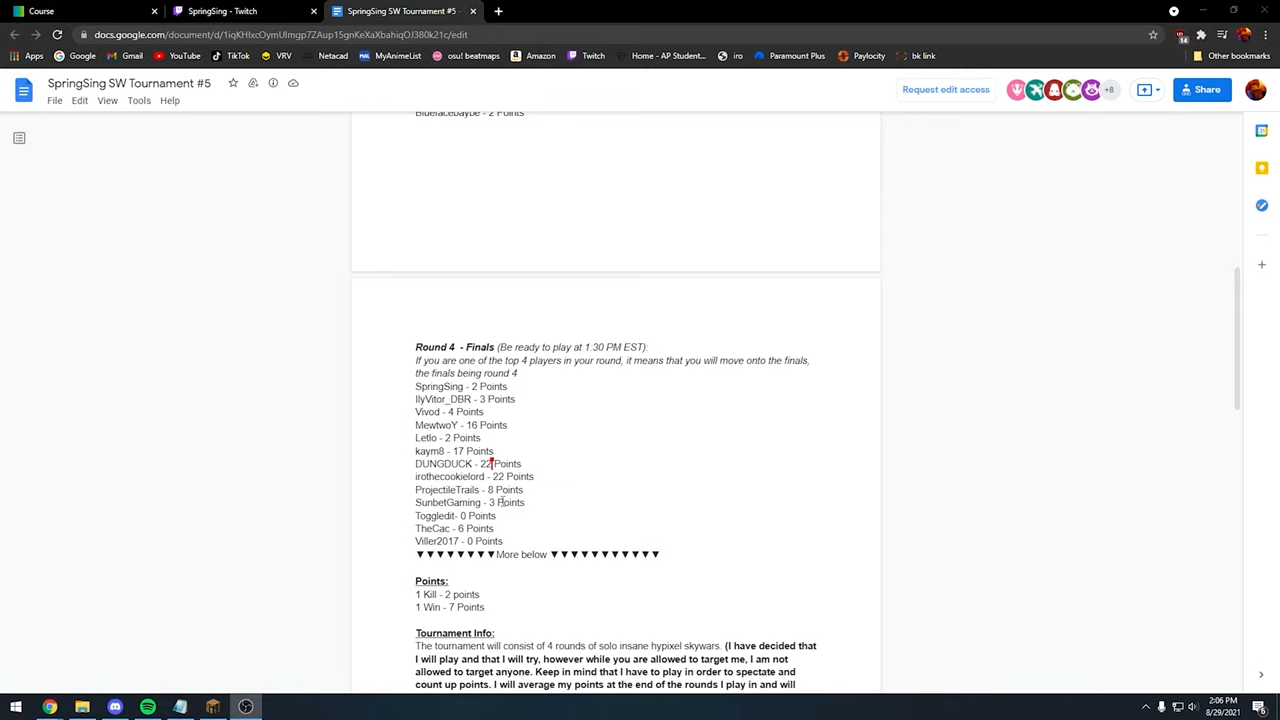 Course
SpringSing - Twitch
SpringSing SW Tournament #5 -
docs.google.com/document/d/1iqKHIxcOymUlmgp7ZAup15gnKeXaXbahiqOJ380k21c/edit
14
Apps
Google
Gmail
YouTube
Netacad
MyAnimeList
osu! beatmaps
Amazon
Twitch
Home - AP Student...
iro
Paramount Plus
Paylocity
bk link
Other bookmarks
SpringSing SW Tournament #5
File Edit View Tools Help
+8
Request edit access
Share
Bluefacebaybe - 2 Points
Round 4 - Finals (Be ready to play at 1:30 PM EST):
If you are one of the top 4 players in your round, it means that you will move onto the finals,
the finals being round 4
SpringSing - 2 Points
IlyVitor_DBR - 3 Points
Vivod - 4 Points
MewtwoY - 16 Points
Letlo - 2 Points
kaym8 - 17 Points
DUNGDUCK - 22 Points
irothecookielord - 22 Points
ProjectileTrails - 8 Points
SunbetGaming - 3 Points
Toggledit- 0 Points
TheCac - 6 Points
Viller2017 - 0 Points
▼▼▼▼▼▼▼▼More below ▼▼▼▼▼▼▼▼▼▼▼
Points:
1 Kill - 2 points
1 Win - 7 Points
Tournament Info:
The tournament will consist of 4 rounds of solo insane hypixel skywars. (I have decided that
I will play and that I will try, however while you are allowed to target me, I am not
allowed to target anyone. Keep in mind that I have to play in order to spectate and
count up points. I will average my points at the end of the rounds I play in and will
2:06 PM
8/29/2021